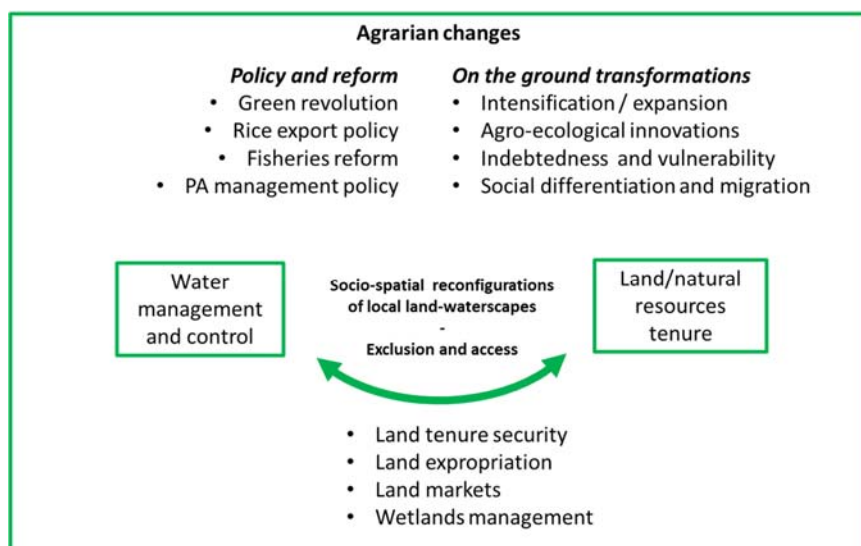 Agrarian changes
Policy and reform
• Green revolution
• Rice export policy
• Fisheries reform
• PA management policy
On the ground transformations
• Intensification / expansion
• Agro-ecological innovations
• Indebtedness and vulnerability
• Social differentiation and migration
Water
management
and control
Socio-spatial reconfigurations
of local land-waterscapes
-
Exclusion and access
Land/natural
resources
tenure
• Land tenure security
• Land expropriation
• Land markets
• Wetlands management